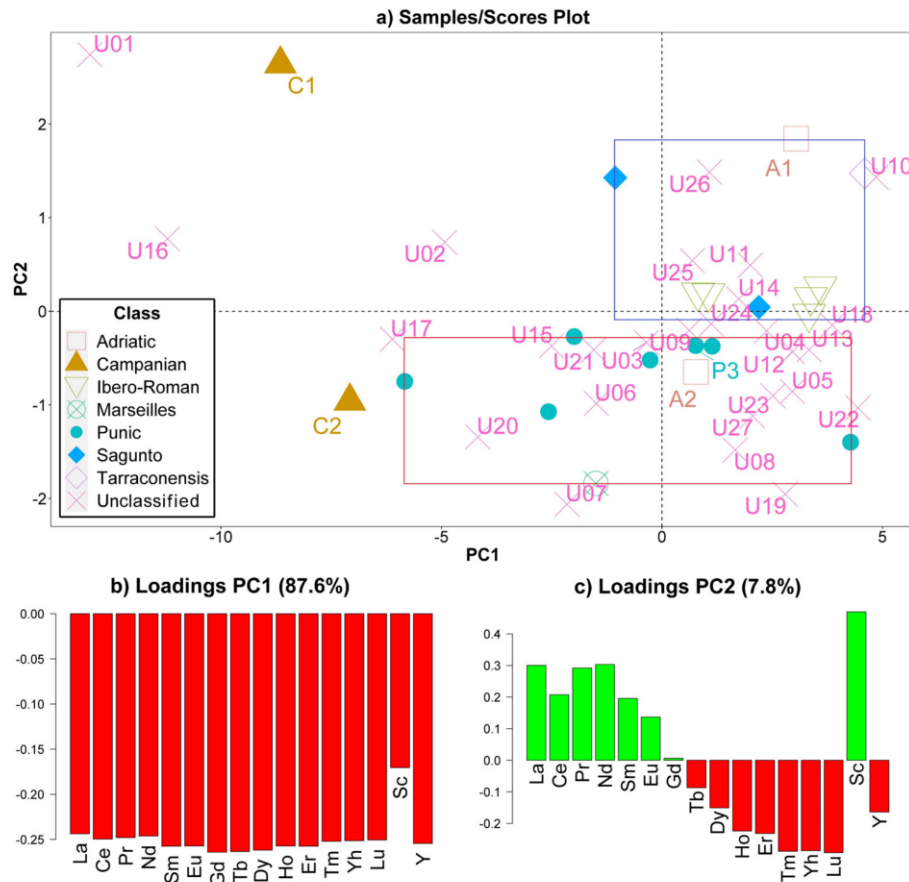 a) Samples/Scores Plot
U01
C1
A1
U10
U26
U16
U02
U11
U25
U14
U24
U18
U17
U15
U09
U04
U13
U21
U03
U12
P3
A2
U05
U06
U23
U22
U20
U27
U08
U07
U19
C2
PC2
2
1
0
-1
-2
Class
Adriatic
Campanian
Ibero-Roman
Marseilles
Punic
Sagunto
Tarraconensis
Unclassified
-10
-5
0
5
PC1
b) Loadings PC1 (87.6%)
0.00
-0.05
-0.10
-0.15
-0.20
-0.25
La
Ce
Pr
Nd
Sm
Eu
Gd
Tb
Dy
Ho
Er
Tm
Yh
Lu
Sc
Y
c) Loadings PC2 (7.8%)
0.4
0.3
0.2
0.1
0.0
-0.1
-0.2
La
Ce
Pr
Nd
Sm
Eu
Gd
Tb
Dy
Ho
Er
Tm
Yh
Lu
Sc
Y